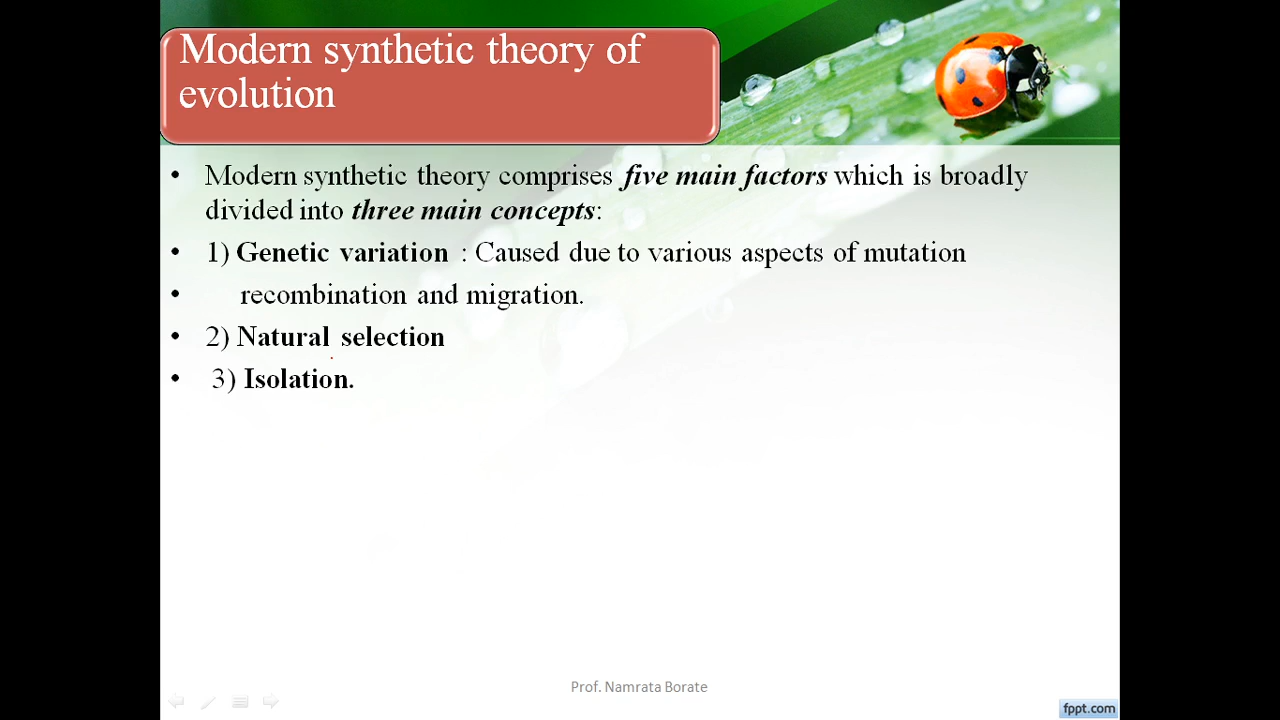 Modern synthetic theory of
evolution
• Modern synthetic theory comprises five main factors which is broadly
divided into three main concepts:
• 1) Genetic variation : Caused due to various aspects of mutation
• recombination and migration.
• 2) Natural selection
• 3) Isolation.
Prof. Namrata Borate
fppt.com